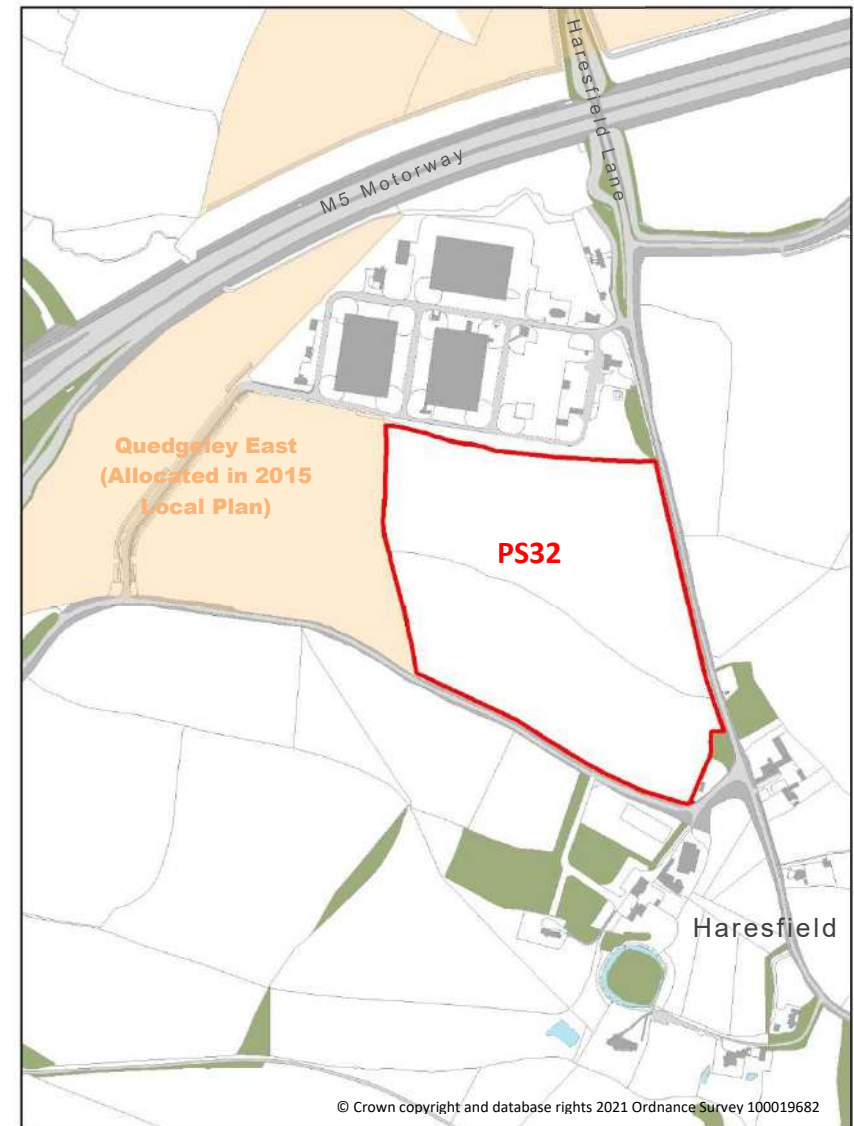 Haresfield Lane
M5 Motorway
Quedgeley East
(Allocated in 2015
Local Plan)
PS32
Haresfield
© Crown copyright and database rights 2021 Ordnance Survey 100019682